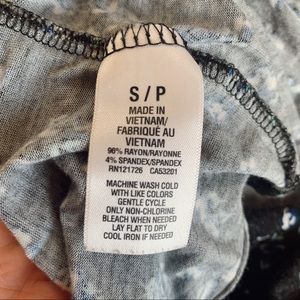 S / P
MADE IN
VIETNAM/
FABRIQUÉ AU
VIETNAM
96% RAYON/RAYONNE
4% SPANDEX/SPANDEX
RN121726 CA53201
MACHINE WASH COLD
WITH LIKE COLORS
GENTLE CYCLE
ONLY NON-CHLORINE
BLEACH WHEN NEEDED
LAY FLAT TO DRY
COOL IRON IF NEEDED